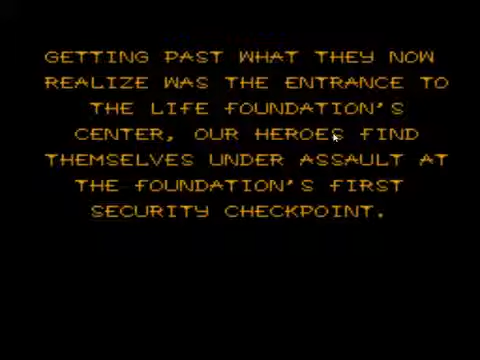 GETTING PAST WHAT THEY NOW
REALIZE WAS THE ENTRANCE TO
THE LIFE FOUNDATION'S
CENTER, OUR HEROES FIND
THEMSELVES UNDER ASSAULT AT
THE FOUNDATION'S FIRST
SECURITY CHECKPOINT.